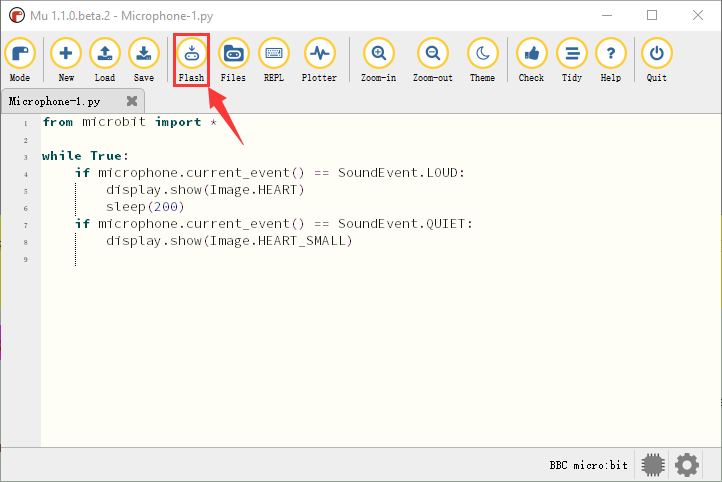 Mu 1.1.0.beta.2 - Microphone-1.py
Mode New Load Save Flash Files REPL Plotter Zoom-in Zoom-out Theme Check Tidy Help Quit
Microphone-1.py
1 from microbit import *
2
3 while True:
4     if microphone.current_event() == SoundEvent.LOUD:
5         display.show(Image.HEART)
6         sleep(200)
7     if microphone.current_event() == SoundEvent.QUIET:
8         display.show(Image.HEART_SMALL)
9
BBC micro:bit